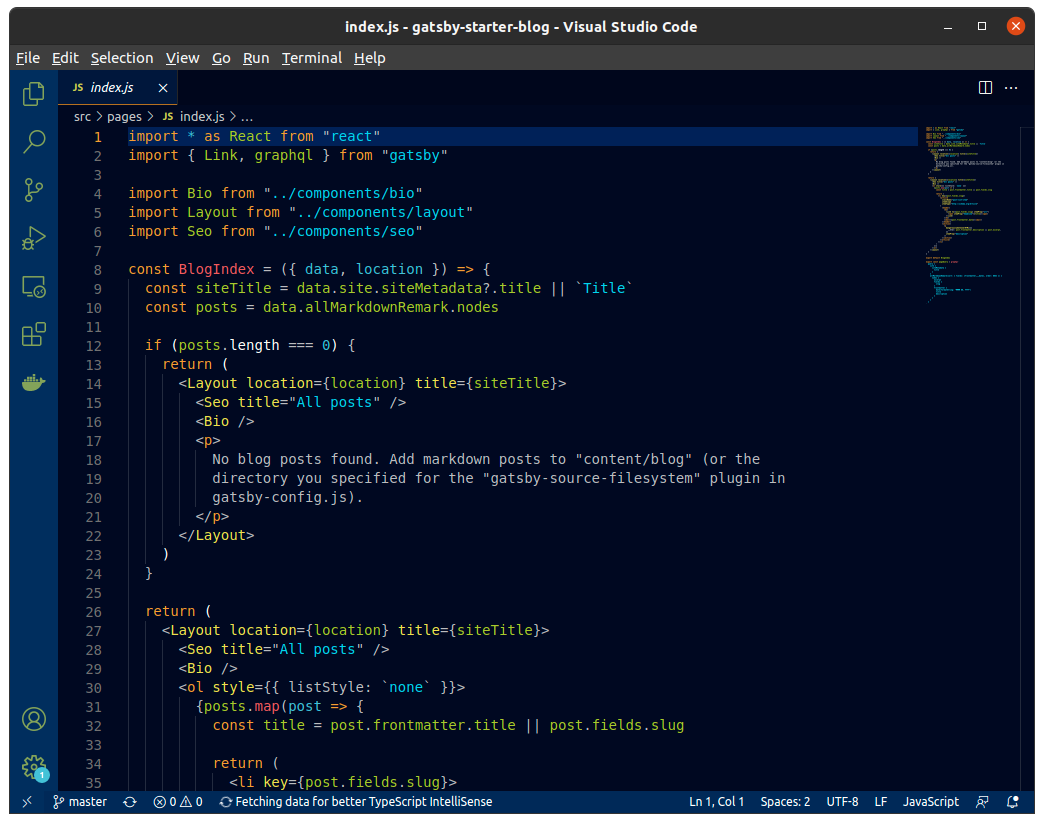 index.js - gatsby-starter-blog - Visual Studio Code
File Edit Selection View Go Run Terminal Help
JS index.js
src > pages > JS index.js > ...
1 import * as React from "react"
2 import { Link, graphql } from "gatsby"
3
4 import Bio from "../components/bio"
5 import Layout from "../components/layout"
6 import Seo from "../components/seo"
7
8 const BlogIndex = ({ data, location }) => {
9 const siteTitle = data.site.siteMetadata?.title || `Title`
10 const posts = data.allMarkdownRemark.nodes
11
12 if (posts.length === 0) {
13 return (
14 <Layout location={location} title={siteTitle}>
15 <Seo title="All posts" />
16 <Bio />
17 <p>
18 No blog posts found. Add markdown posts to "content/blog" (or the
19 directory you specified for the "gatsby-source-filesystem" plugin in
20 gatsby-config.js).
21 </p>
22 </Layout>
23 )
24 }
25
26 return (
27 <Layout location={location} title={siteTitle}>
28 <Seo title="All posts" />
29 <Bio />
30 <ol style={{ listStyle: `none` }}>
31 {posts.map(post => {
32 const title = post.frontmatter.title || post.fields.slug
33
34 return (
35 <li key={post.fields.slug}>
1
master 0 0 Fetching data for better TypeScript IntelliSense Ln 1, Col 1 Spaces: 2 UTF-8 LF JavaScript